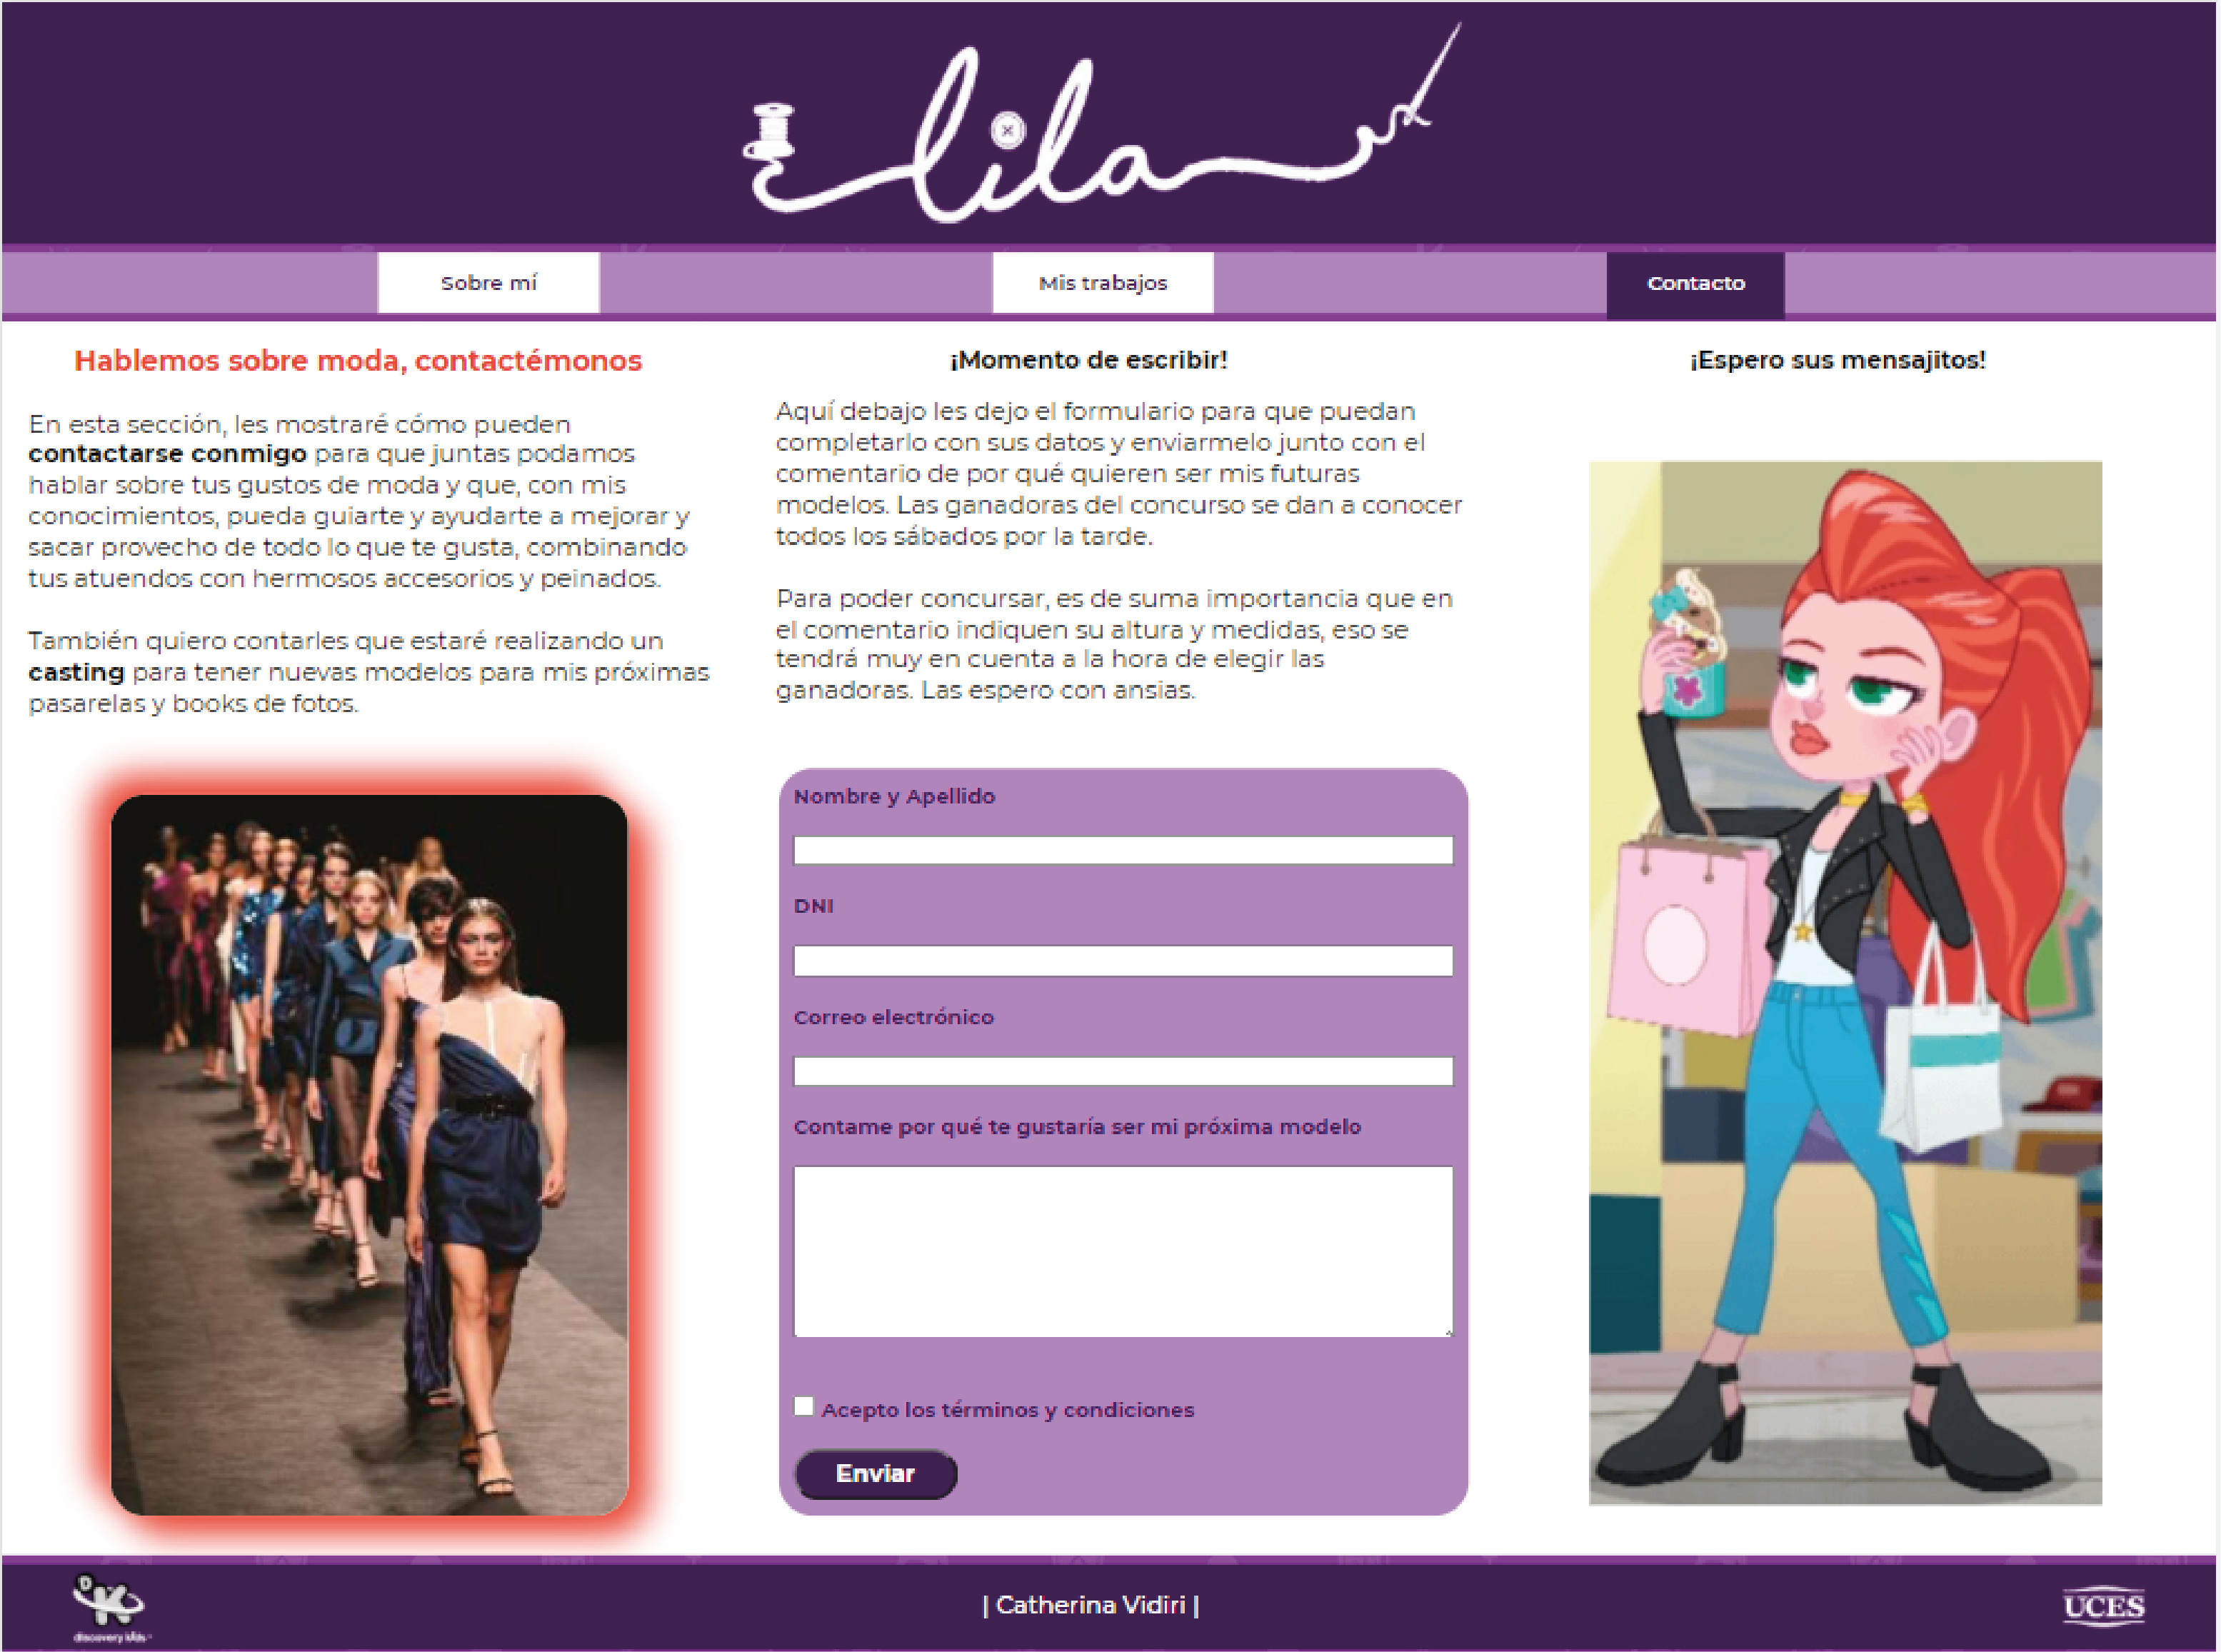 lila
Sobre mí
Mis trabajos
Contacto
Hablemos sobre moda, contactémonos
En esta sección, les mostraré cómo pueden
contactarse conmigo para que juntas podamos
hablar sobre tus gustos de moda y que, con mis
conocimientos, pueda guiarte y ayudarte a mejorar y
sacar provecho de todo lo que te gusta, combinando
tus atuendos con hermosos accesorios y peinados.
También quiero contarles que estaré realizando un
casting para tener nuevas modelos para mis próximas
pasarelas y books de fotos.
¡Momento de escribir!
Aquí debajo les dejo el formulario para que puedan
completarlo con sus datos y enviarmelo junto con el
comentario de por qué quieren ser mis futuras
modelos. Las ganadoras del concurso se dan a conocer
todos los sábados por la tarde.
Para poder concursar, es de suma importancia que en
el comentario indiquen su altura y medidas, eso se
tendrá muy en cuenta a la hora de elegir las
ganadoras. Las espero con ansias.
Nombre y Apellido
DNI
Correo electrónico
Contame por qué te gustaría ser mi próxima modelo
Acepto los términos y condiciones
Enviar
¡Espero sus mensajitos!
DK
discovery kids
| Catherina Vidiri |
UCES